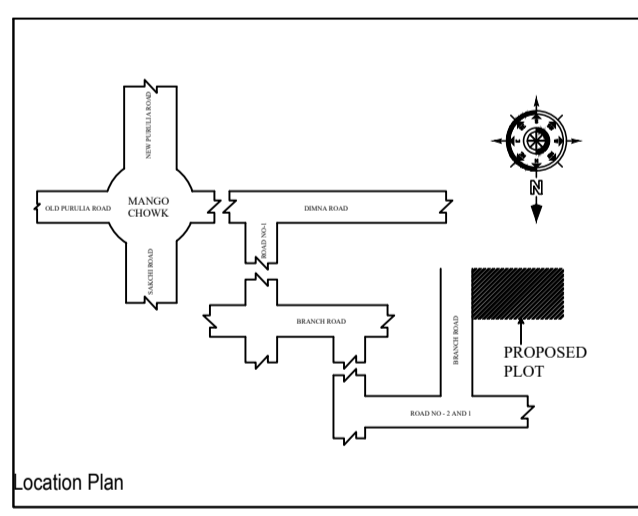 NEW PURULIA ROAD
OLD PURULIA ROAD
MANGO
CHOWK
DIMNA ROAD
N
ROAD NO-1
SAKCHI ROAD
BRANCH ROAD
BRANCH ROAD
PROPOSED
PLOT
ROAD NO - 2 AND 1
Location Plan